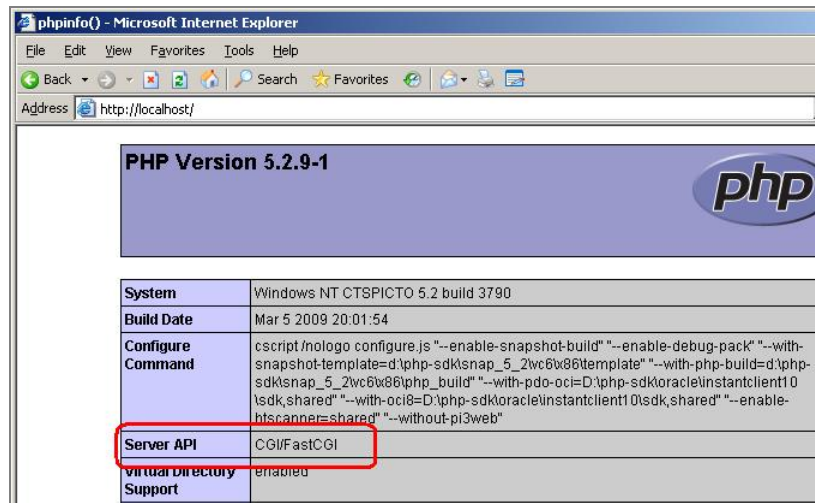 phpinfo() - Microsoft Internet Explorer
File Edit View Favorites Tools Help
Back Search Favorites
Address http://localhost/
PHP Version 5.2.9-1
php
System Windows NT CTSPICTO 5.2 build 3790
Build Date Mar 5 2009 20:01:54
Configure Command cscript /nologo configure.js "--enable-snapshot-build" "--enable-debug-pack" "--with-
snapshot-template=d:\php-sdk\snap_5_2\vc6\x86\template" "--with-php-build=d:\php-
sdk\snap_5_2\vc6\x86\php_build" "--with-pdo-oci=D:\php-sdk\oracle\instantclient10
\sdk,shared" "--with-oci8=D:\php-sdk\oracle\instantclient10\sdk,shared" "--enable-
htscanner=shared" "--without-pi3web"
Server API CGI/FastCGI
Virtual Directory Support enabled